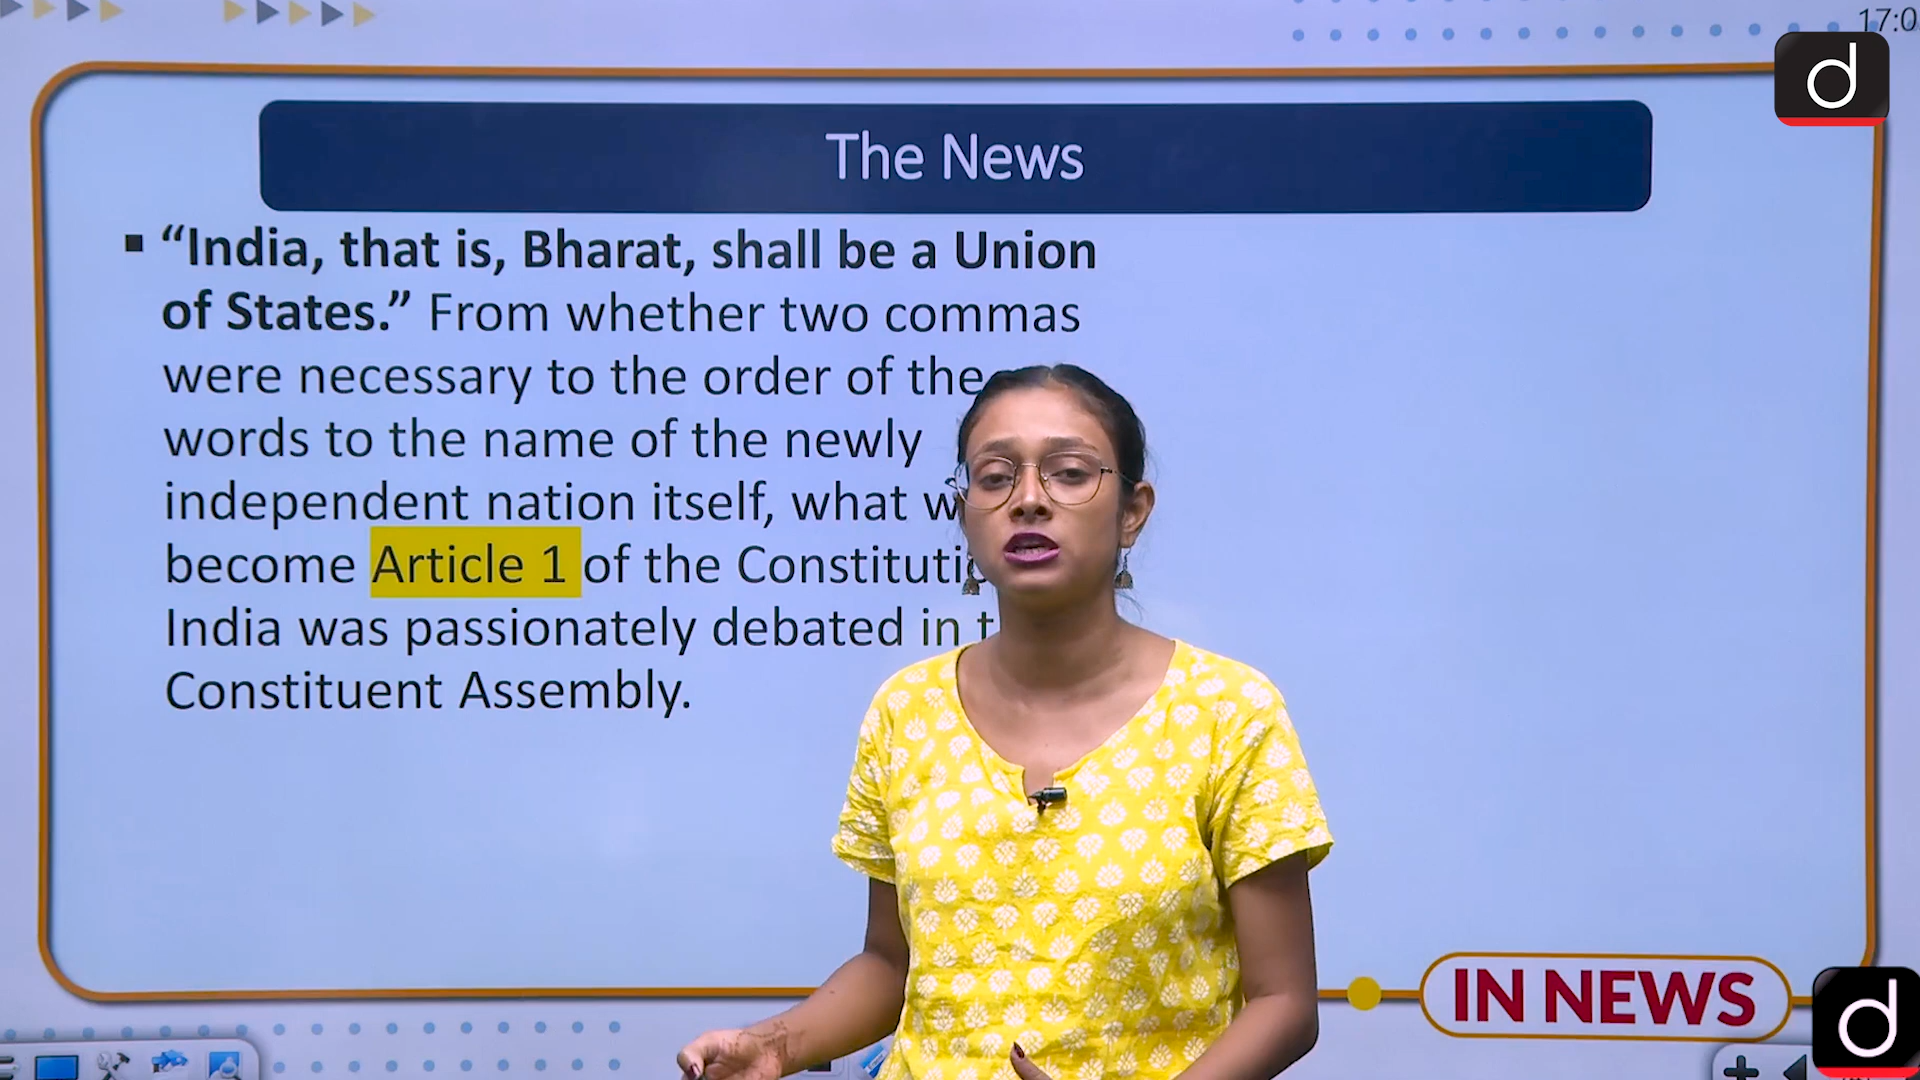 17:0
d
The News
▪ “India, that is, Bharat, shall be a Union
of States.” From whether two commas
were necessary to the order of the
words to the name of the newly
independent nation itself, what
become Article 1 of the
India was passionately debated in
Constituent Assembly.
IN NEWS
d